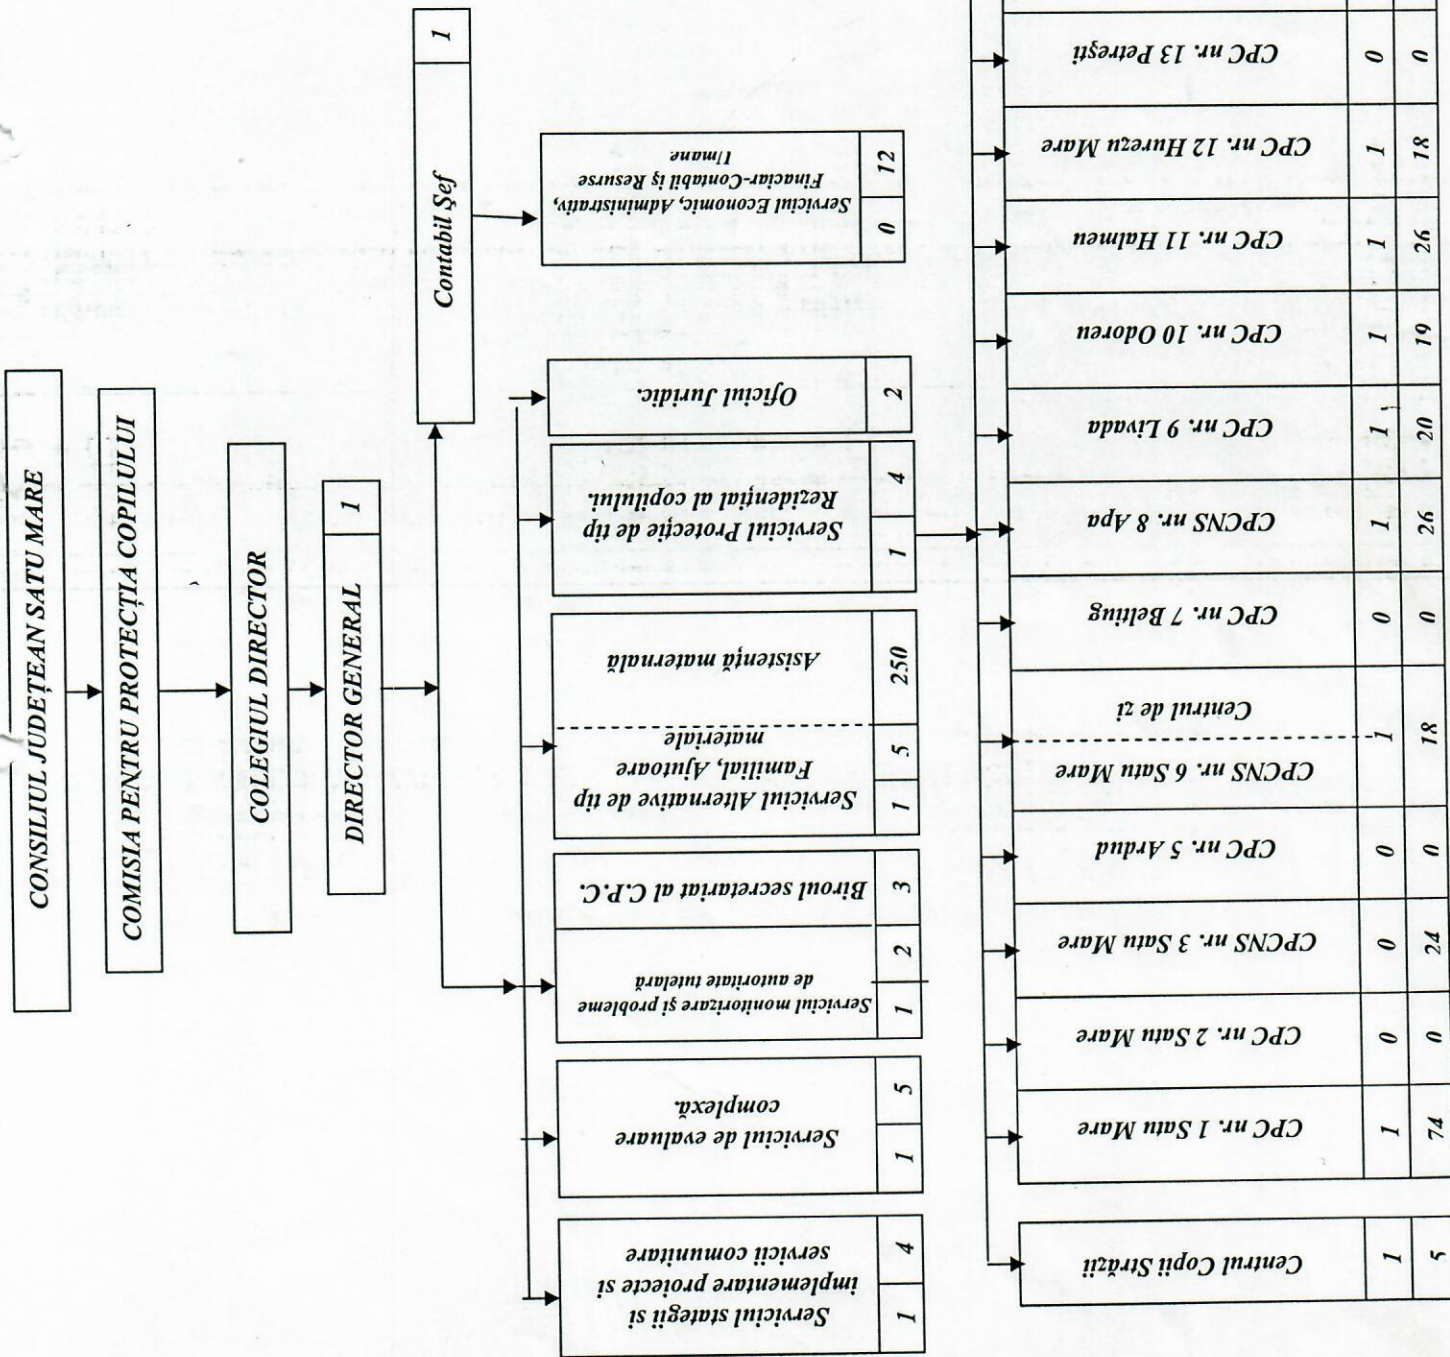 CONSILIUL JUDEȚEAN SATU MARE
COMISIA PENTRU PROTECȚIA COPILULUI
COLEGIUL DIRECTOR
DIRECTOR GENERAL
1
Contabil Șef
1
Serviciul stategii si
implementare proiecte si
servicii comunitare
1
4
Serviciul de evaluare
complexă.
1
5
Serviciul monitorizare şi probleme
de autoritate tutelară
1
2
Biroul secretariat al C.P.C.
3
Serviciul Alternative de tip
Familial, Ajutoare
materiale
1
5
Asistenţă maternală
250
Serviciul Protecţie de tip
Rezidenţial al copilului.
1
4
Oficiul Juridic.
2
Serviciul Economic, Administrativ,
Finaciar-Contabil iş Resurse
Umane
0
12
Centrul Copii Străzii
1
5
CPC nr. 1 Satu Mare
1
74
CPC nr. 2 Satu Mare
0
0
CPCNS nr. 3 Satu Mare
0
24
CPC nr. 5 Ardud
0
0
CPCNS nr. 6 Satu Mare
Centrul de zi
1
18
CPC nr. 7 Beltiug
0
0
CPCNS nr. 8 Apa
1
26
CPC nr. 9 Livada
1
20
CPC nr. 10 Odoreu
1
19
CPC nr. 11 Halmeu
1
26
CPC nr. 12 Hurezu Mare
1
18
CPC nr. 13 Petreşti
0
0